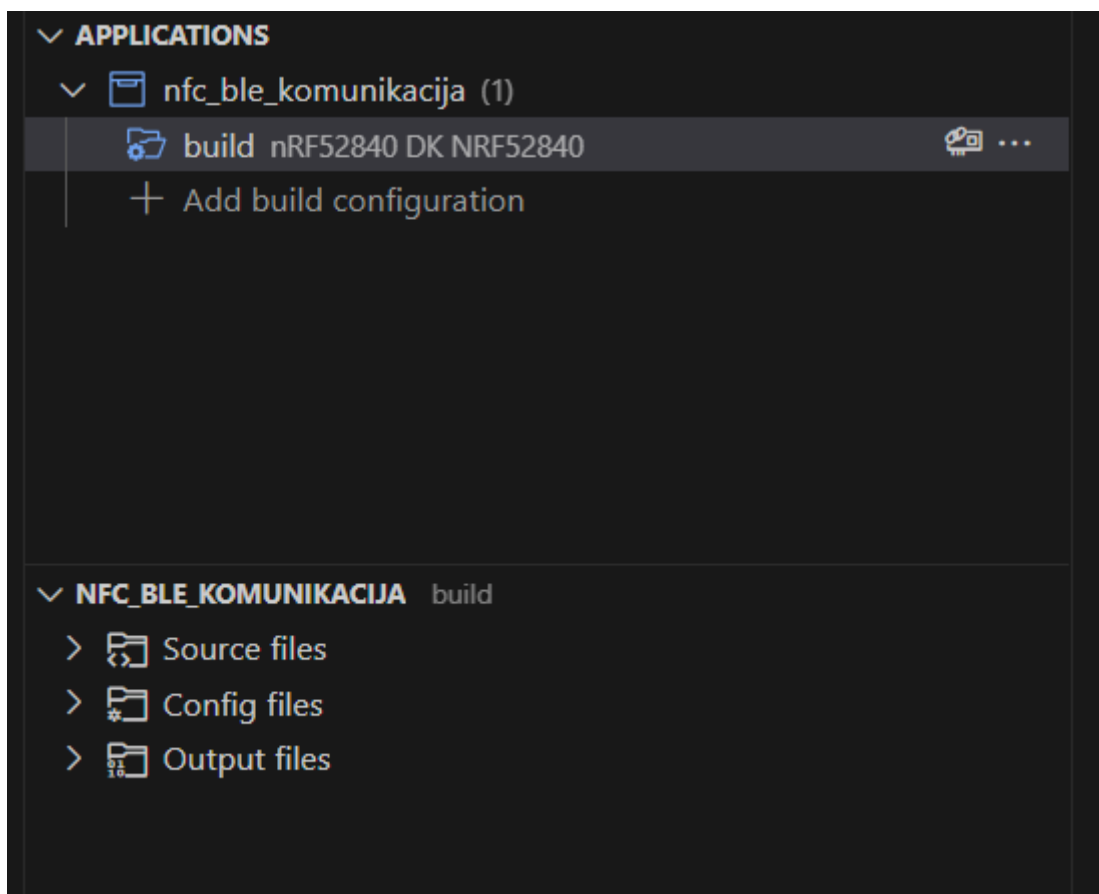 APPLICATIONS
nfc_ble_komunikacija (1)
build nRF52840 DK NRF52840
Add build configuration
NFC_BLE_KOMUNIKACIJA build
Source files
Config files
Output files